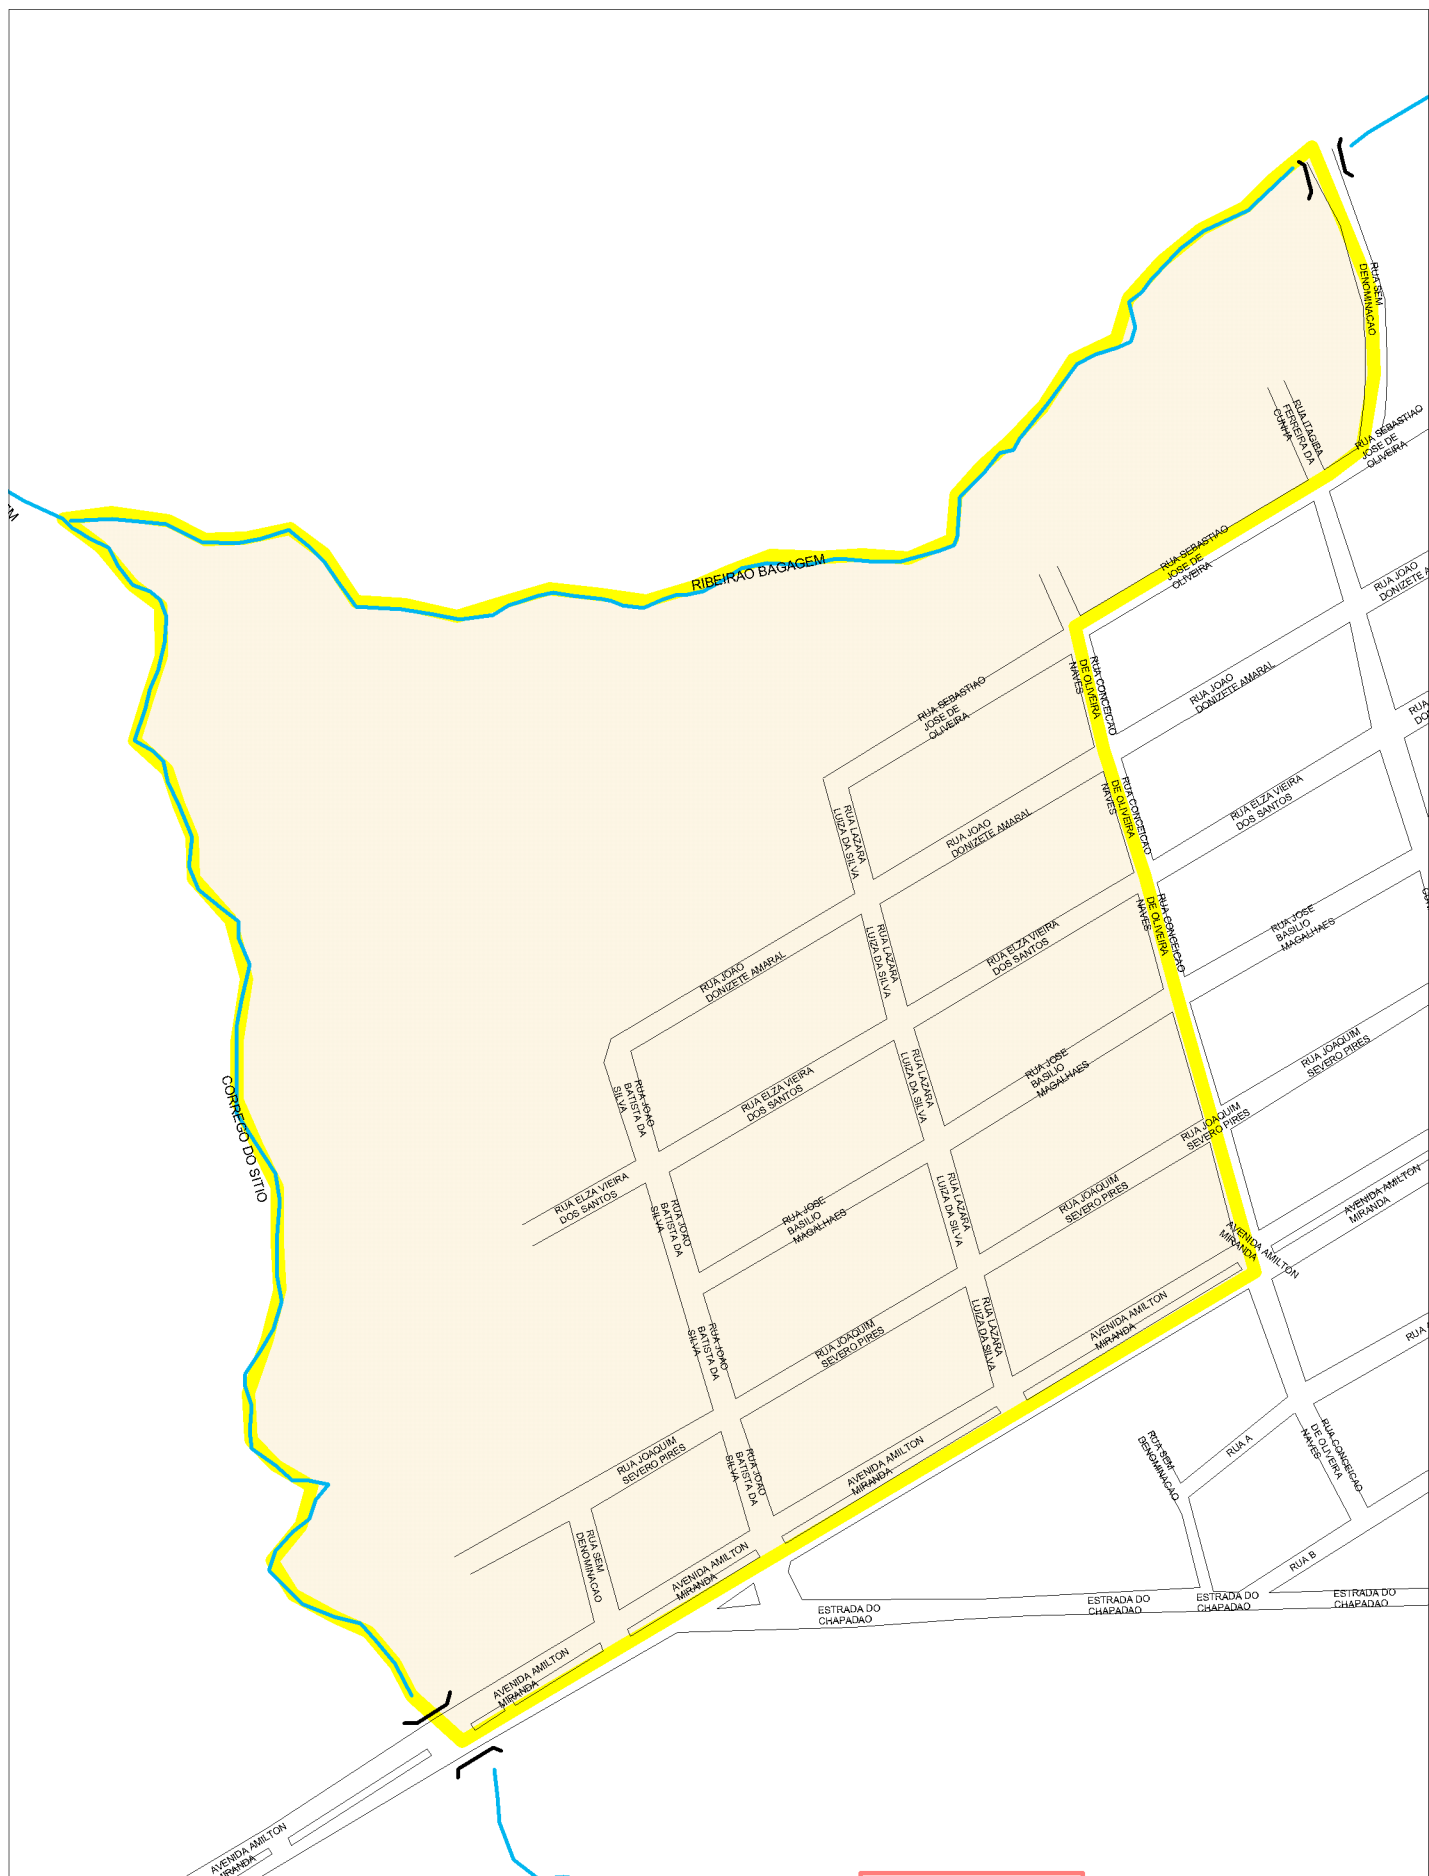 RUA SEM
DENOMINACAO
RUA ITAGIBA
FERREIRA DA
CUNHA
RUA SEBASTIAO
JOSE DE
OLIVEIRA
EM
RIBEIRAO BAGAGEM
RUA SEBASTIAO
JOSE DE
OLIVEIRA
RUA JOAO
DONIZETE A
RUA CONCEICAO
DE OLIVEIRA
NAVES
RUA JOAO
DONIZETE AMARAL
RUA SEBASTIAO
JOSE DE
OLIVEIRA
RUA
DO
RUA CONCEICAO
DE OLIVEIRA
NAVES
RUA ELZA VIEIRA
DOS SANTOS
RUA LAZARA
LUIZA DA SILVA
RUA JOAO
DONIZETE AMARAL
RUA CONCEICAO
DE OLIVEIRA
NAVES
RUA JOSE
BASILIO
MAGALHAES
RUA LAZARA
LUIZA DA SILVA
RUA ELZA VIEIRA
DOS SANTOS
RUA JOAO
DONIZETE AMARAL
RUA JOAQUIM
SEVERO PIRES
RUA LAZARA
LUIZA DA SILVA
RUA JOSE
BASILIO
MAGALHAES
RUA JOAO
BATISTA DA
SILVA
RUA ELZA VIEIRA
DOS SANTOS
CORREGO DO SITIO
RUA JOAQUIM
SEVERO PIRES
RUA ELZA VIEIRA
DOS SANTOS
RUA JOAO
BATISTA DA
SILVA
RUA JOSE
BASILIO
MAGALHAES
RUA LAZARA
LUIZA DA SILVA
RUA JOAQUIM
SEVERO PIRES
AVENIDA AMILTON
MIRANDA
AVENIDA AMILTON
MIRANDA
RUA JOAO
BATISTA DA
SILVA
RUA JOAQUIM
SEVERO PIRES
RUA LAZARA
LUIZA DA SILVA
AVENIDA AMILTON
MIRANDA
RUA
RUA JOAQUIM
SEVERO PIRES
RUA JOAO
BATISTA DA
SILVA
AVENIDA AMILTON
MIRANDA
RUA SEM
DENOMINACAO
RUA A
RUA CONCEICAO
DE OLIVEIRA
NAVES
RUA SEM
DENOMINACAO
AVENIDA AMILTON
MIRANDA
RUA B
ESTRADA DO
CHAPADAO
ESTRADA DO
CHAPADAO
ESTRADA DO
CHAPADAO
ESTRADA DO
CHAPADAO
AVENIDA AMILTON
MIRANDA
AVENIDA AMILTON
MIRANDA